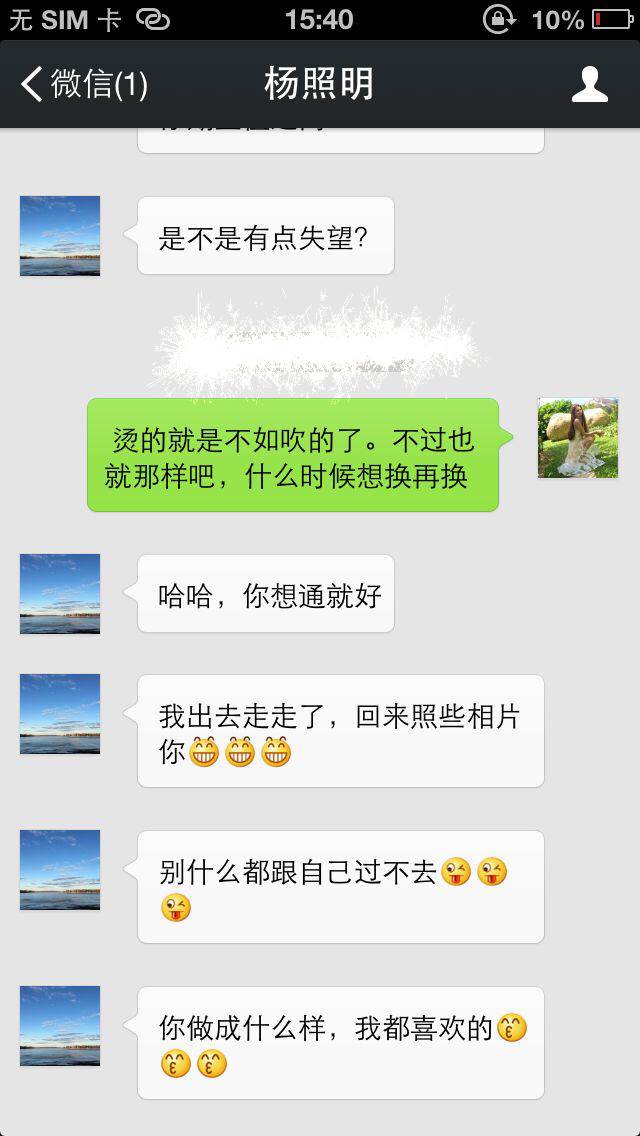 无 SIM 卡 15:40 10%
微信(1) 杨照明
是不是有点失望？
烫的就是不如吹的了。不过也
就那样吧，什么时候想换再换
哈哈，你想通就好
我出去走走了，回来照些相片
你😁😁😁
别什么都跟自己过不去😜😜
😜
你做成什么样，我都喜欢的😙
😙😙